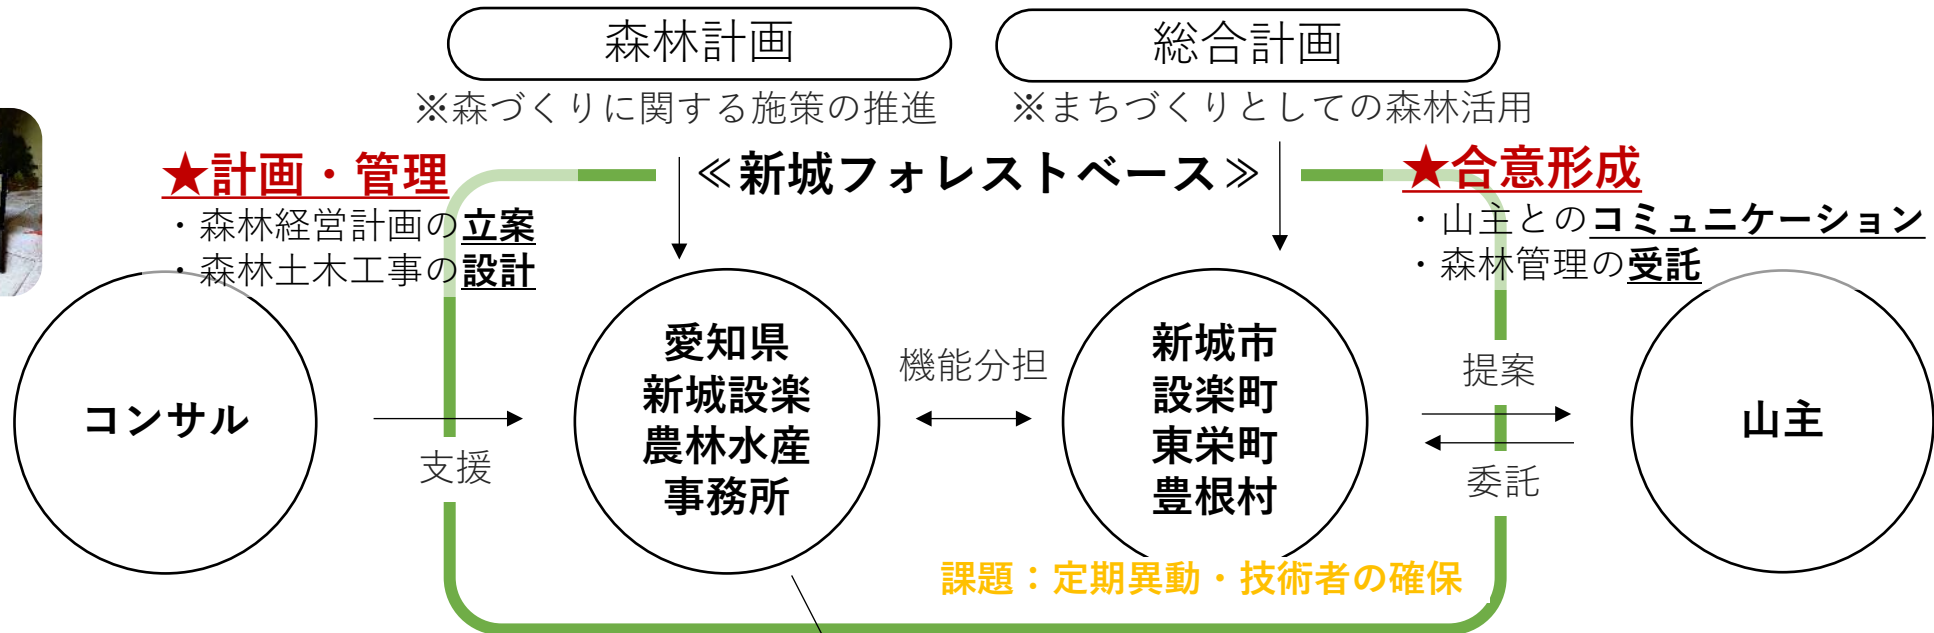 森林計画
総合計画
※森づくりに関する施策の推進
※まちづくりとしての森林活用
★計画・管理
≪新城フォレストベース≫
★合意形成
・森林経営計画の立案
・森林土木工事の設計
・山主とのコミュニケーション
・森林管理の受託
コンサル
支援
愛知県
新城設楽
農林水産
事務所
機能分担
新城市
設楽町
東栄町
豊根村
提案
委託
山主
課題：定期異動・技術者の確保